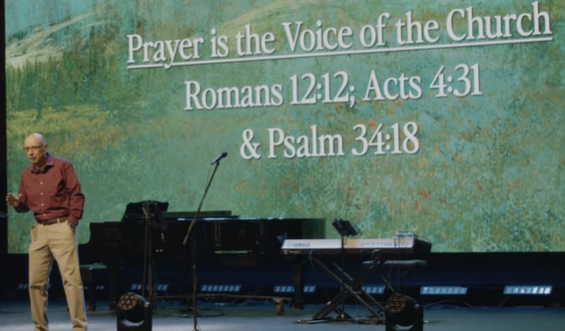 Prayer is the Voice of the Church
Romans 12:12; Acts 4:31
& Psalm 34:18